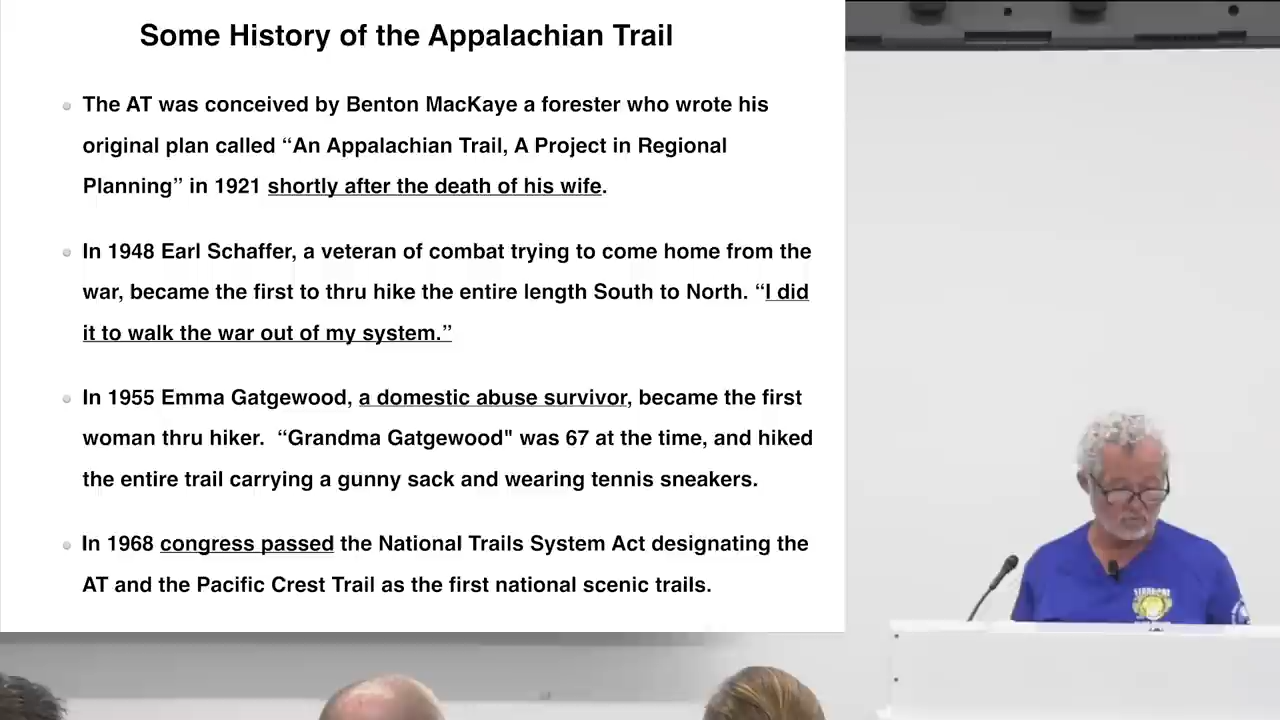 Some History of the Appalachian Trail
The AT was conceived by Benton MacKaye a forester who wrote his
original plan called “An Appalachian Trail, A Project in Regional
Planning” in 1921 shortly after the death of his wife.
In 1948 Earl Schaffer, a veteran of combat trying to come home from the
war, became the first to thru hike the entire length South to North. “I did
it to walk the war out of my system.”
In 1955 Emma Gatgewood, a domestic abuse survivor, became the first
woman thru hiker.  “Grandma Gatgewood" was 67 at the time, and hiked
the entire trail carrying a gunny sack and wearing tennis sneakers.
In 1968 congress passed the National Trails System Act designating the
AT and the Pacific Crest Trail as the first national scenic trails.